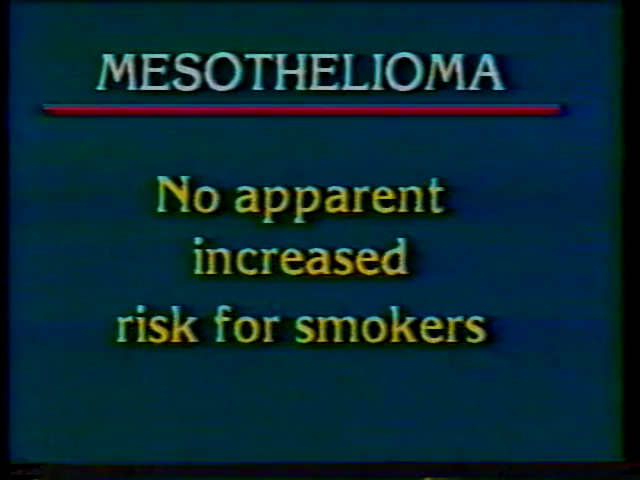 MESOTHELIOMA
No apparent
increased
risk for smokers